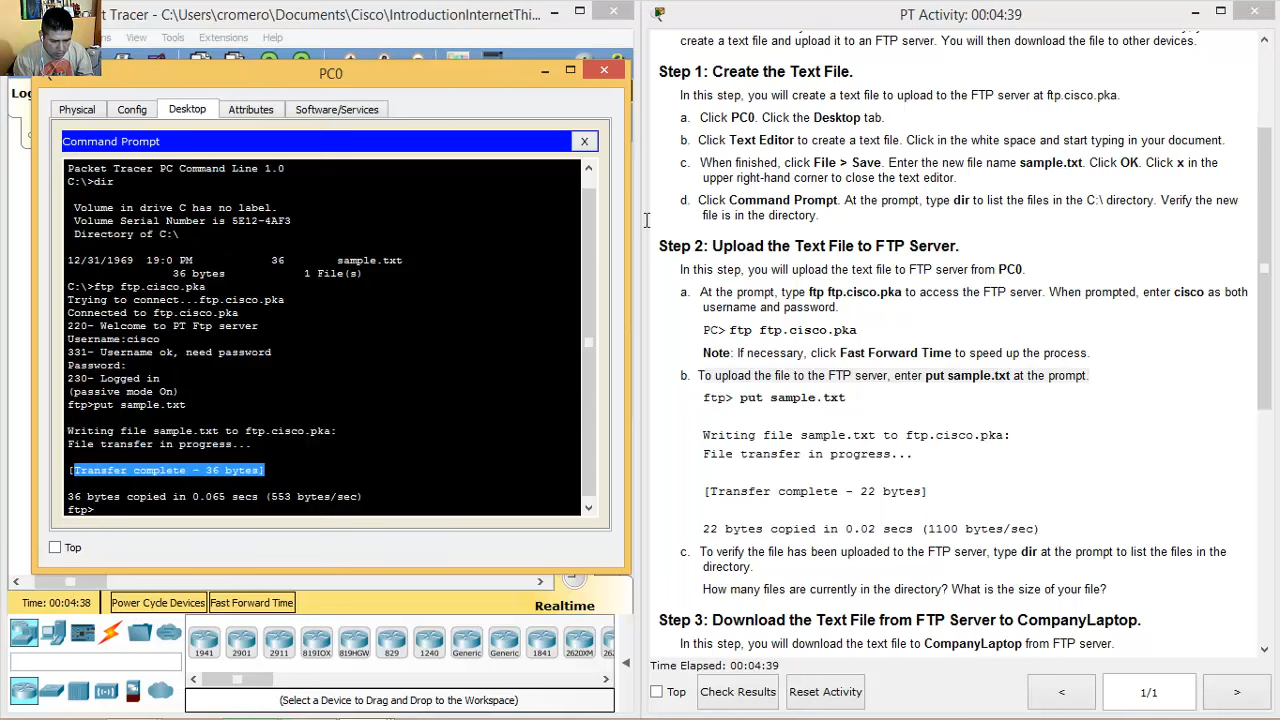 t Tracer - C:\Users\cromero\Documents\Cisco\IntroductionInternetThi...
View Tools Extensions Help
PC0
Physical Config Desktop Attributes Software/Services
Command Prompt X
Packet Tracer PC Command Line 1.0
C:\>dir
Volume in drive C has no label.
Volume Serial Number is 5E12-4AF3
Directory of C:\
12/31/1969 19:0 PM 36 sample.txt
36 bytes 1 File(s)
C:\>ftp ftp.cisco.pka
Trying to connect...ftp.cisco.pka
Connected to ftp.cisco.pka
220- Welcome to PT Ftp server
Username:cisco
331- Username ok, need password
Password:
230- Logged in
(passive mode On)
ftp>put sample.txt
Writing file sample.txt to ftp.cisco.pka:
File transfer in progress...
[Transfer complete - 36 bytes]
36 bytes copied in 0.065 secs (553 bytes/sec)
ftp>
Top
Time: 00:04:38 Power Cycle Devices Fast Forward Time Realtime
1941 2901 2911 819IOX 819HGW 829 1240 Generic Generic 1841 2620XM 262
(Select a Device to Drag and Drop to the Workspace)
PT Activity: 00:04:39
create a text file and upload it to an FTP server. You will then download the file to other devices.
Step 1: Create the Text File.
In this step, you will create a text file to upload to the FTP server at ftp.cisco.pka.
a. Click PC0. Click the Desktop tab.
b. Click Text Editor to create a text file. Click in the white space and start typing in your document.
c. When finished, click File > Save. Enter the new file name sample.txt. Click OK. Click x in the
upper right-hand corner to close the text editor.
d. Click Command Prompt. At the prompt, type dir to list the files in the C:\ directory. Verify the new
file is in the directory.
Step 2: Upload the Text File to FTP Server.
In this step, you will upload the text file to FTP server from PC0.
a. At the prompt, type ftp ftp.cisco.pka to access the FTP server. When prompted, enter cisco as both
username and password.
PC> ftp ftp.cisco.pka
Note: If necessary, click Fast Forward Time to speed up the process.
b. To upload the file to the FTP server, enter put sample.txt at the prompt.
ftp> put sample.txt
Writing file sample.txt to ftp.cisco.pka:
File transfer in progress...
[Transfer complete - 22 bytes]
22 bytes copied in 0.02 secs (1100 bytes/sec)
c. To verify the file has been uploaded to the FTP server, type dir at the prompt to list the files in the
directory.
How many files are currently in the directory? What is the size of your file?
Step 3: Download the Text File from FTP Server to CompanyLaptop.
In this step, you will download the text file to CompanyLaptop from FTP server.
Time Elapsed: 00:04:39
Top Check Results Reset Activity < 1/1 >